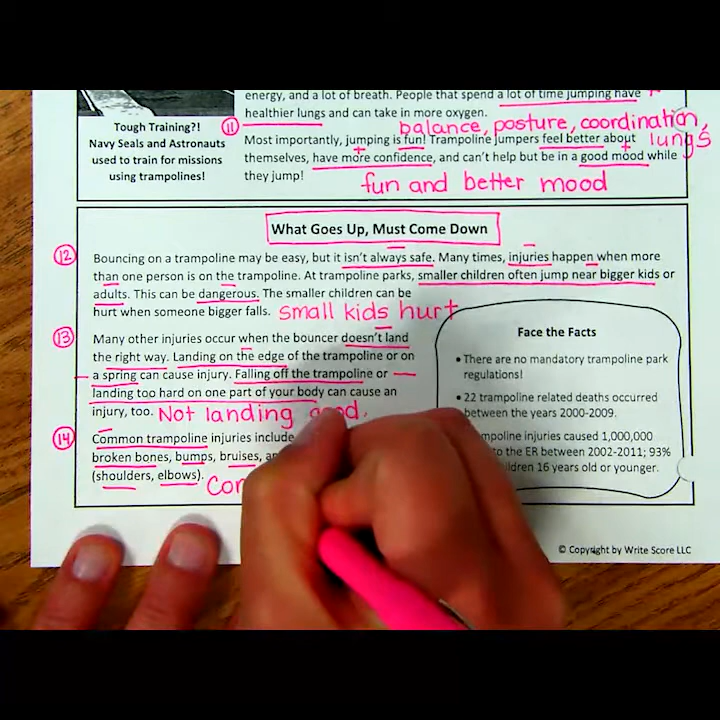 energy, and a lot of breath. People that spend a lot of time jumping have +
healthier lungs and can take in more oxygen.
Tough Training?!
Navy Seals and Astronauts
used to train for missions
using trampolines!
11
balance, posture, coordination,
lungs
Most importantly, jumping is fun! Trampoline jumpers feel better about
themselves, have more confidence, and can't help but be in a good mood while
they jump!
fun and better mood
What Goes Up, Must Come Down
12
Bouncing on a trampoline may be easy, but it isn't always safe. Many times, injuries happen when more
than one person is on the trampoline. At trampoline parks, smaller children often jump near bigger kids or
adults. This can be dangerous. The smaller children can be
hurt when someone bigger falls. small kids hurt
13
Many other injuries occur when the bouncer doesn't land
the right way. Landing on the edge of the trampoline or on
a spring can cause injury. Falling off the trampoline or
landing too hard on one part of your body can cause an
injury, too. Not landing good,
14
Common trampoline injuries include
broken bones, bumps, bruises,
(shoulders, elbows).
Face the Facts
• There are no mandatory trampoline park
regulations!
• 22 trampoline related deaths occurred
between the years 2000-2009.
injuries caused 1,000,000
to the ER between 2002-2011; 93%
16 years old or younger.
© Copyright by Write Score LLC